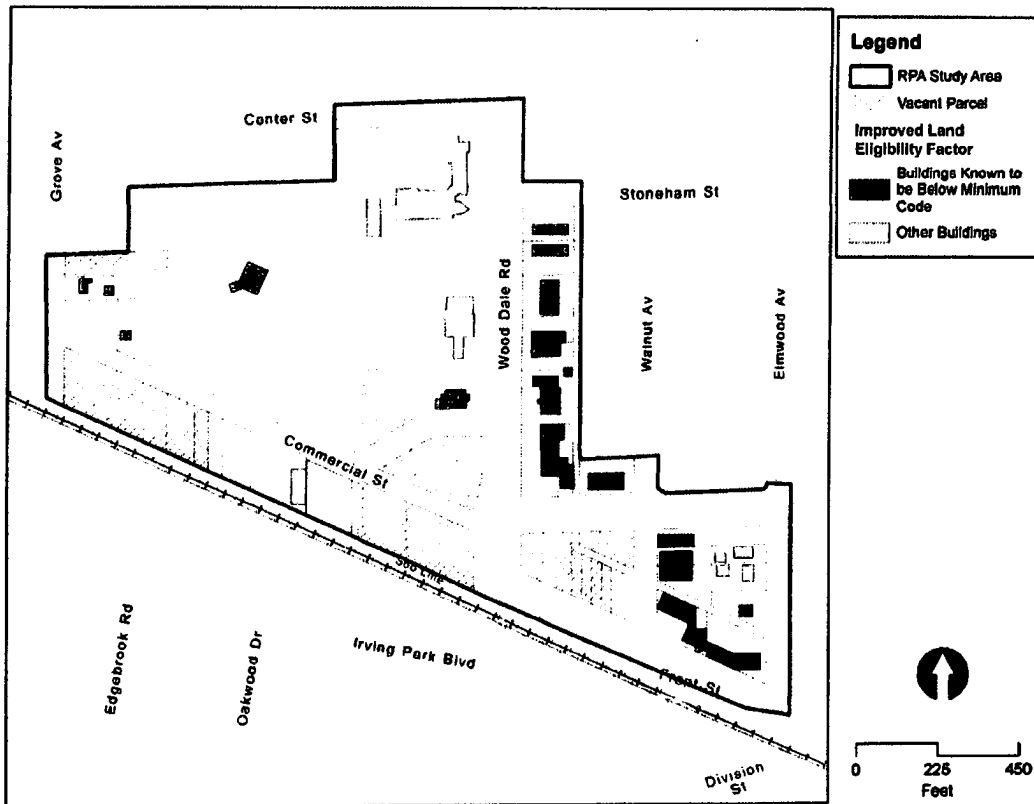 Center St
Grove Av
Stoneham St
Wood Dale Rd
Walnut Av
Elmwood Av
Commercial St
Soo Line
Edgebrook Rd
Oakwood Dr
Irving Park Blvd
Front St
Division
St
Legend
RPA Study Area
Vacant Parcel
Improved Land
Eligibility Factor
Buildings Known to
be Below Minimum
Code
Other Buildings
0 225 450
Feet